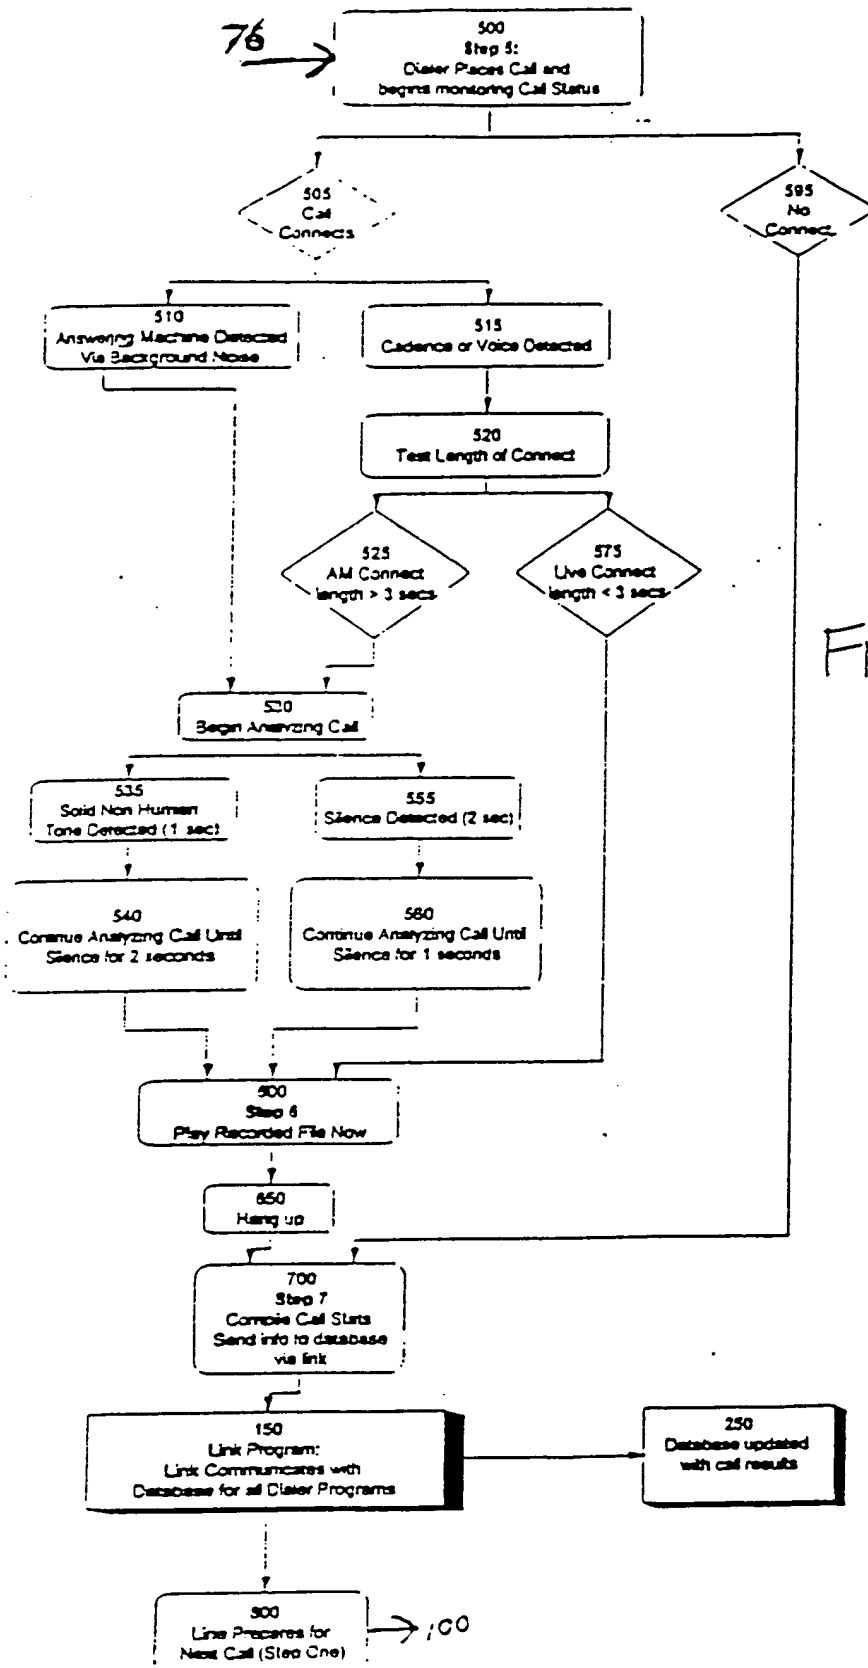 76
500
Step 5:
Dialer Places Call and
begins monitoring Call Status
505
Call
Connects
595
No
Connect
510
Answering Machine Detected
Via Background Noise
515
Cadence or Voice Detected
520
Test Length of Connect
525
AM Connect
length > 3 secs
575
Live Connect
length < 3 secs
530
Begin Analyzing Call
535
Solid Non Human
Tone Detected (1 sec)
555
Silence Detected (2 sec)
540
Continue Analyzing Call Until
Silence for 2 seconds
560
Continue Analyzing Call Until
Silence for 1 seconds
600
Step 6
Play Recorded File Now
650
Hang up
700
Step 7
Compile Call Stats
Send info to database
via link
150
Link Program:
Link Communicates with
Database for all Dialer Programs
250
Database updated
with call results
800
Line Prepares for
Next Call (Step One)
100